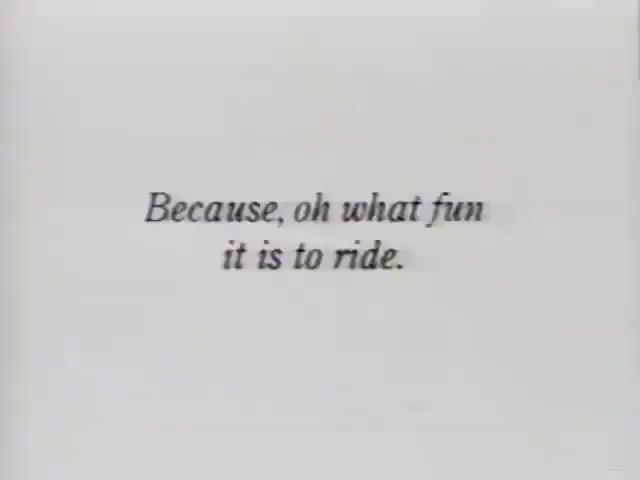 Because, oh what fun
it is to ride.